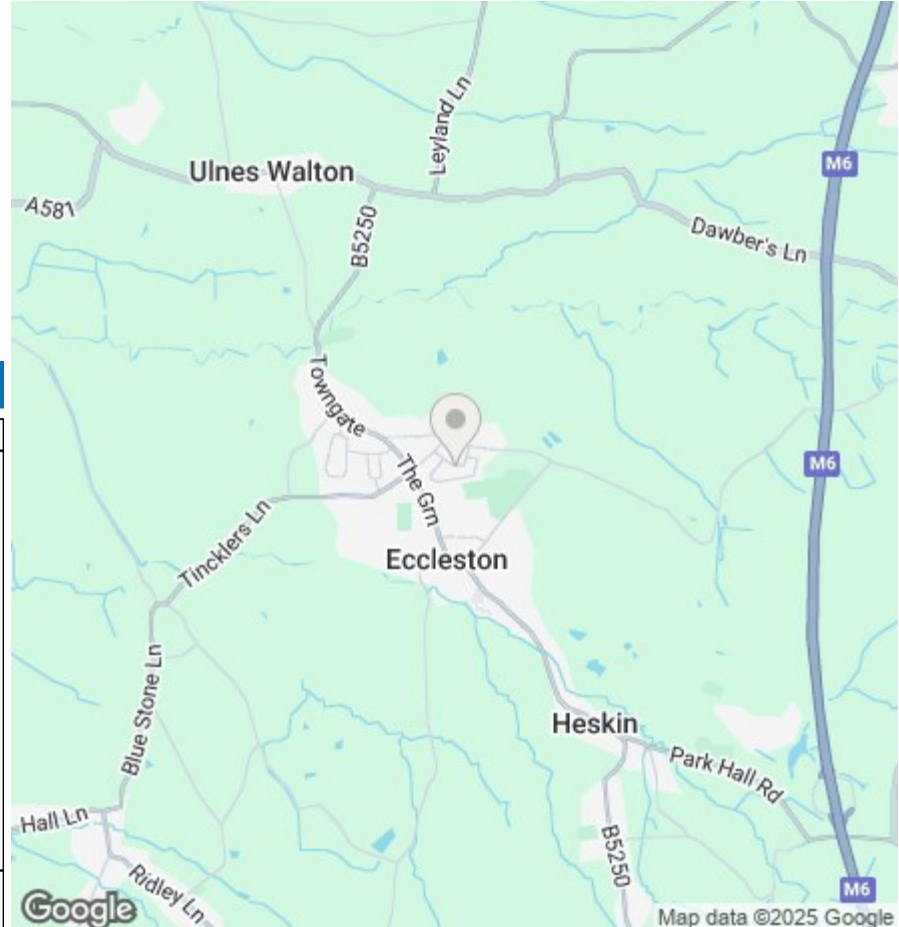 Leyland Ln
M6
Ulnes Walton
A581
B5250
Dawber's Ln
Towngate
The Grn
M6
Tincklers Ln
Eccleston
Blue Stone Ln
Heskin
Park Hall Rd
Hall Ln
B5250
Ridley Ln
M6
Google
Map data ©2025 Google